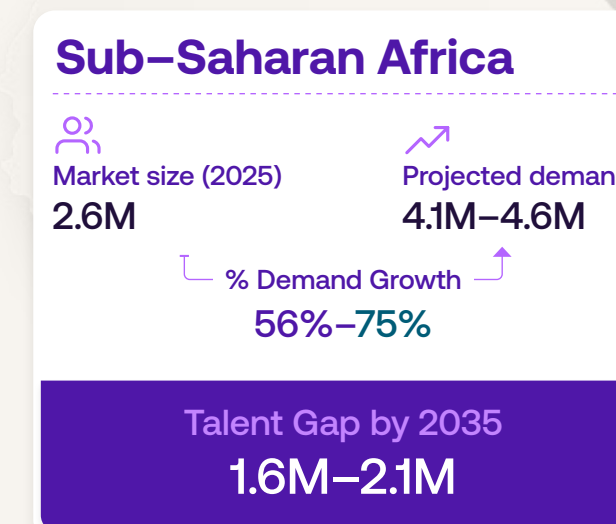 Sub–Saharan Africa
Market size (2025)
2.6M
Projected deman
4.1M–4.6M
% Demand Growth
56%–75%
Talent Gap by 2035
1.6M–2.1M